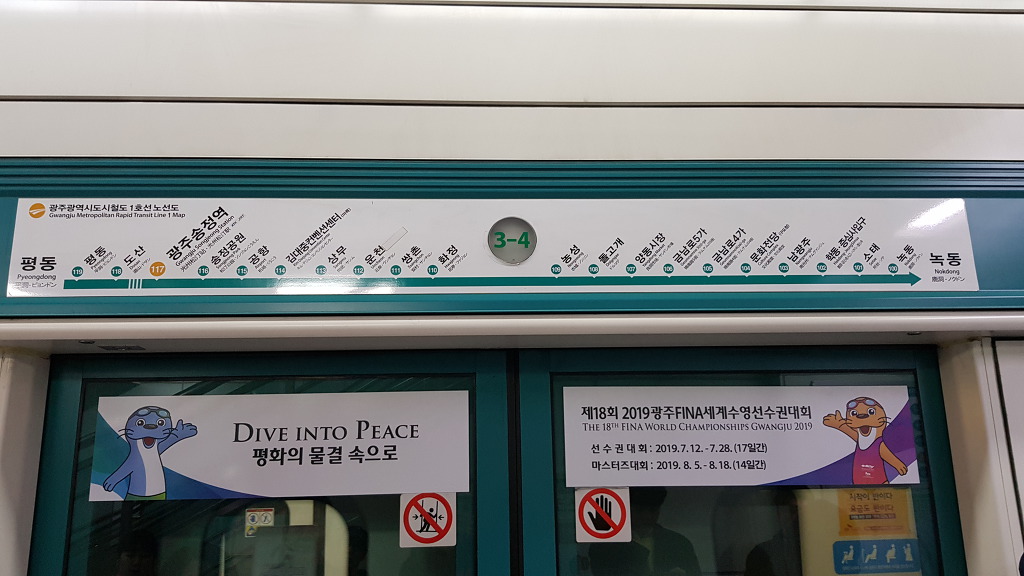 광주광역시도시철도 1호선 노선도
Gwangju Metropolitan Rapid Transit Line 1 Map
평동
Pyeongdong
119 평동
118 도산
117 광주송정역
Gwangju Songjeong Station
116 송정공원
115 공항
114 김대중컨벤션센터
113 상무
112 운천
111 쌍촌
110 화정
3-4
109 농성
108 돌고개
107 양동시장
106 금남로5가
105 금남로4가
104 문화전당
103 남광주
102 학동·증심사입구
101 소태
100 녹동
녹동
Nokdong
DIVE INTO PEACE
평화의 물결 속으로
제18회 2019광주FINA세계수영선수권대회
THE 18TH FINA WORLD CHAMPIONSHIPS GWANGJU 2019
선수권대회 : 2019.7.12. -7.28. (17일간)
마스터즈대회 : 2019. 8. 5.- 8.18. (14일간)